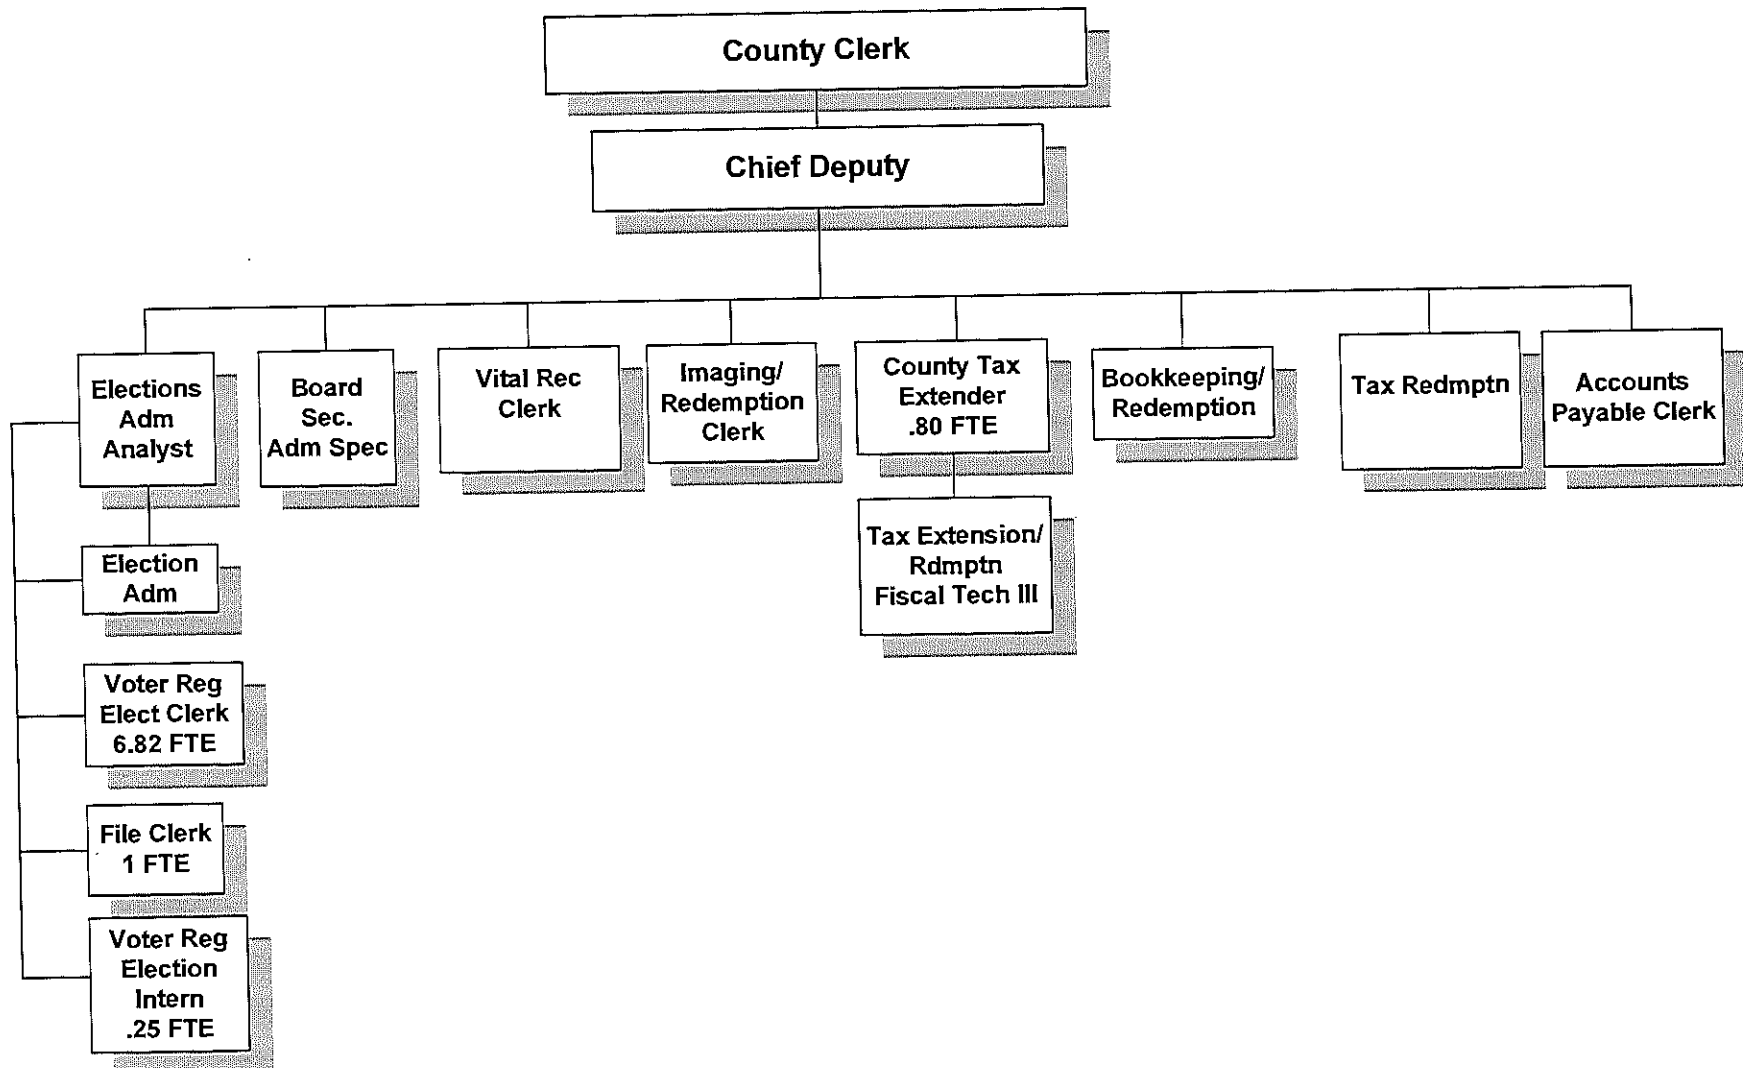 County Clerk
Chief Deputy
Elections
Adm
Analyst
Board
Sec.
Adm Spec
Vital Rec
Clerk
Imaging/
Redemption
Clerk
County Tax
Extender
.80 FTE
Bookkeeping/
Redemption
Tax Redmptn
Accounts
Payable Clerk
Election
Adm
Tax Extension/
Rdmptn
Fiscal Tech III
Voter Reg
Elect Clerk
6.82 FTE
File Clerk
1 FTE
Voter Reg
Election
Intern
.25 FTE